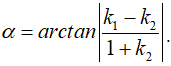 α = arctan|(k₁ − k₂)/(1 + k₂)|.